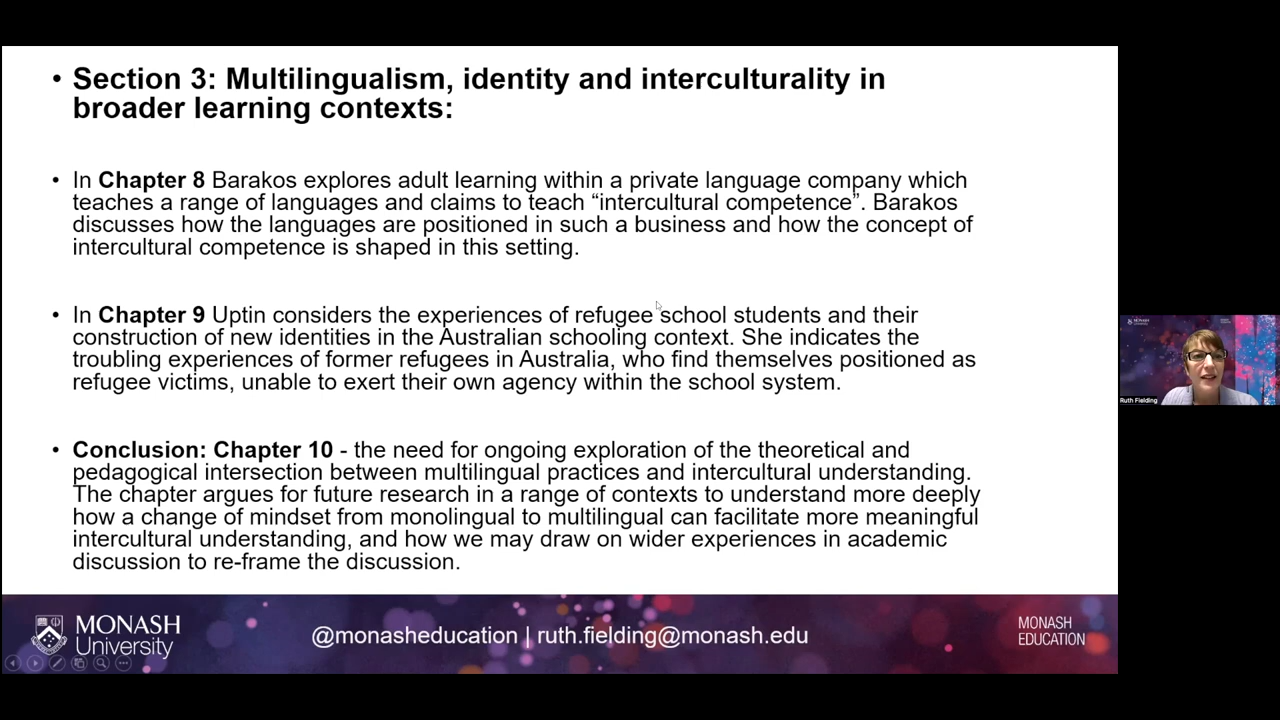 • Section 3: Multilingualism, identity and interculturality in
broader learning contexts:
• In Chapter 8 Barakos explores adult learning within a private language company which
teaches a range of languages and claims to teach “intercultural competence”. Barakos
discusses how the languages are positioned in such a business and how the concept of
intercultural competence is shaped in this setting.
• In Chapter 9 Uptin considers the experiences of refugee school students and their
construction of new identities in the Australian schooling context. She indicates the
troubling experiences of former refugees in Australia, who find themselves positioned as
refugee victims, unable to exert their own agency within the school system.
• Conclusion: Chapter 10 - the need for ongoing exploration of the theoretical and
pedagogical intersection between multilingual practices and intercultural understanding.
The chapter argues for future research in a range of contexts to understand more deeply
how a change of mindset from monolingual to multilingual can facilitate more meaningful
intercultural understanding, and how we may draw on wider experiences in academic
discussion to re-frame the discussion.
MONASH
University
@monasheducation | ruth.fielding@monash.edu
MONASH
EDUCATION
Ruth Fielding